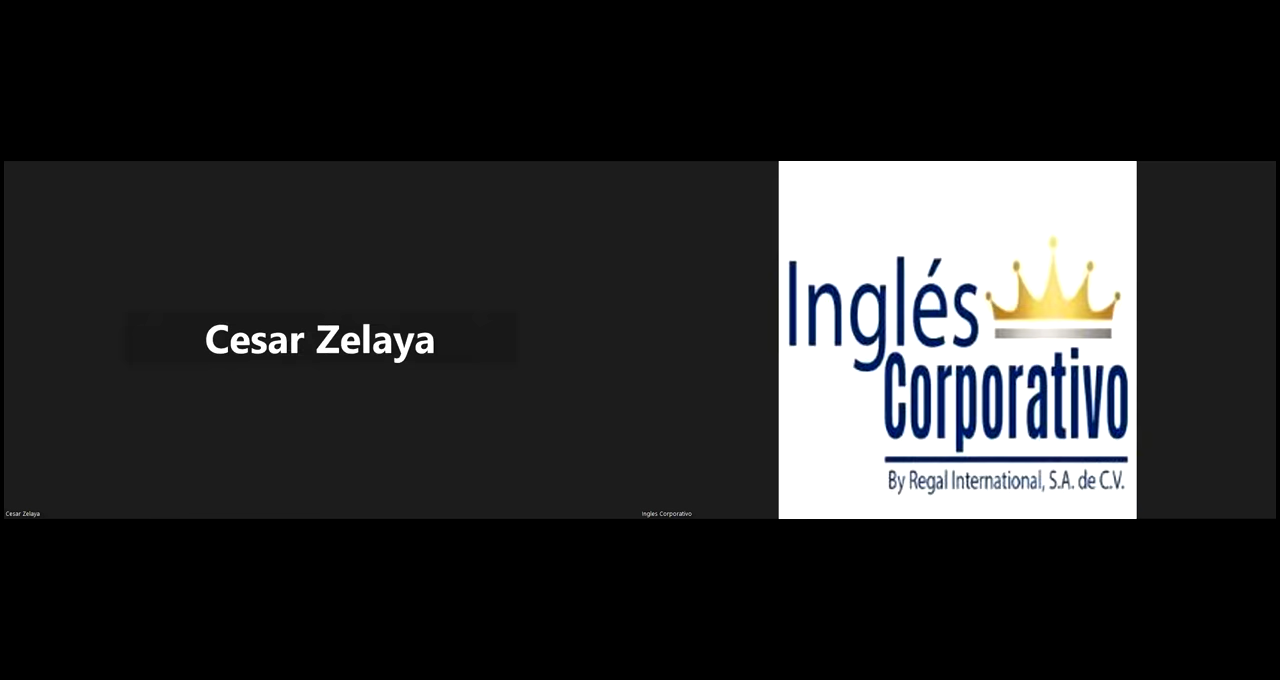 Cesar Zelaya
Inglés
Corporativo
By Regal International, S.A. de C.V.
Cesar Zelaya
Ingles Corporativo